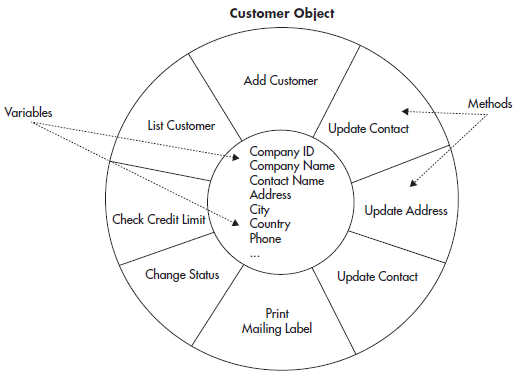 Customer Object
Add Customer
Methods
Variables
List Customer
Update Contact
Company ID
Company Name
Contact Name
Address
City
Country
Phone
...
Check Credit Limit
Update Address
Change Status
Update Contact
Print
Mailing Label